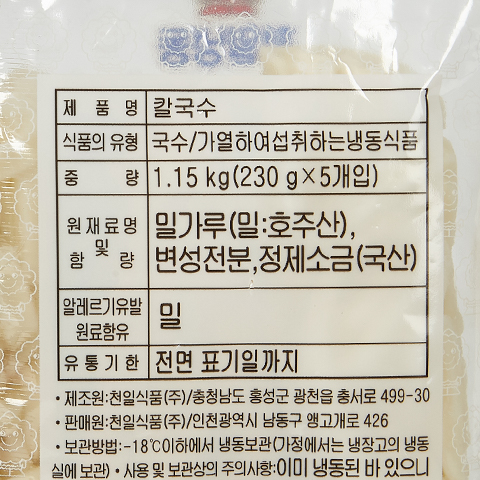 제 품 명 칼국수
식품의 유형 국수/가열하여섭취하는냉동식품
중 량 1.15 kg(230 g×5개입)
원재료명 및 함 량 밀가루(밀:호주산),
변성전분,정제소금(국산)
알레르기유발 원료함유 밀
유 통 기 한 전면 표기일까지
• 제조원:천일식품(주)/충청남도 홍성군 광천읍 충서로 499-30
• 판매원:천일식품(주)/인천광역시 남동구 앵고개로 426
• 보관방법:-18℃이하에서 냉동보관(가정에서는 냉장고의 냉동
실에 보관) • 사용 및 보관상의 주의사항:이미 냉동된 바 있으니